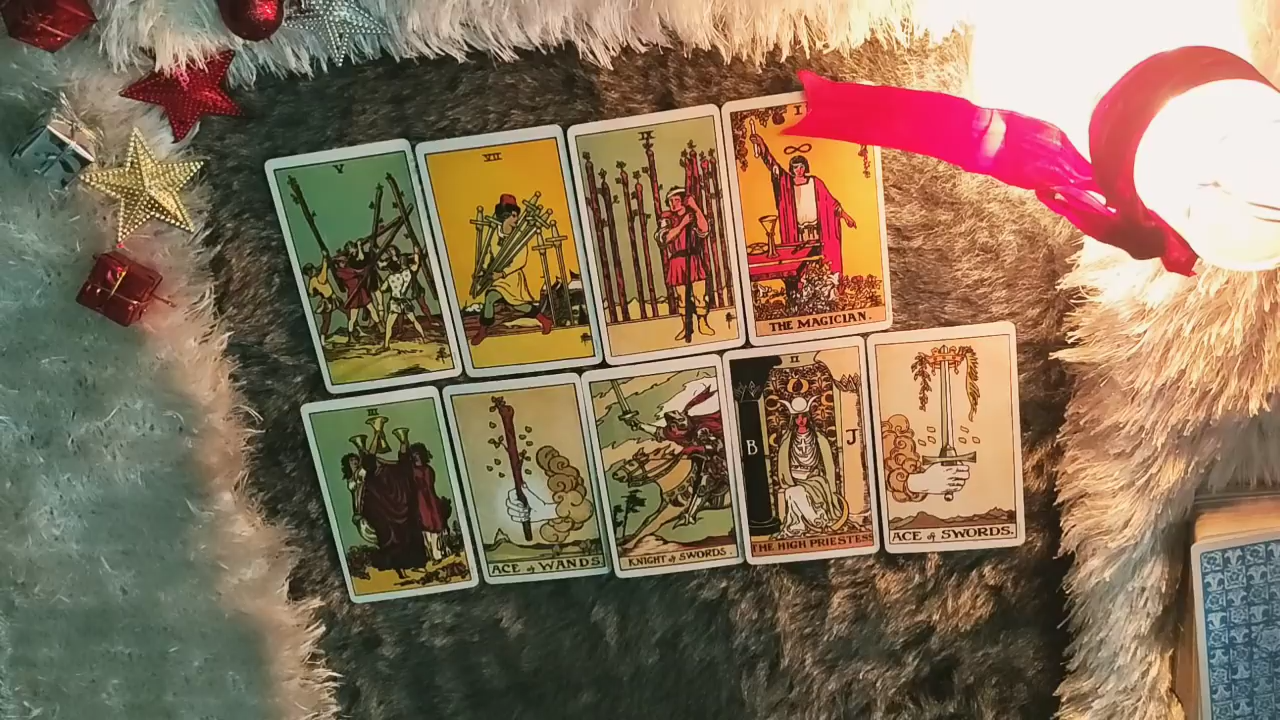 V
VII
IX
I
THE MAGICIAN.
III
ACE of WANDS
KNIGHT of SWORDS.
II
B
J
THE HIGH PRIESTESS
ACE of SWORDS.